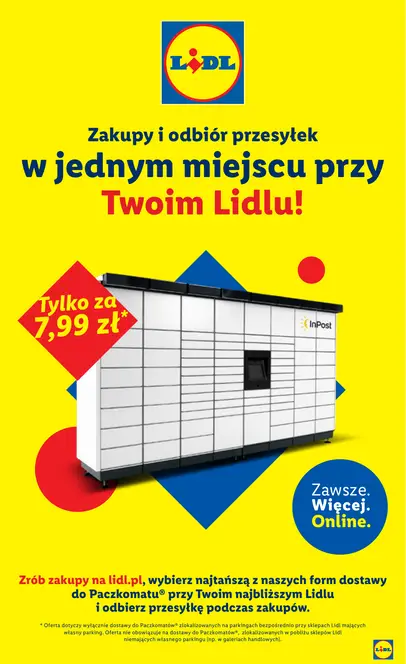 LIDL
Zakupy i odbiór przesyłek
w jednym miejscu przy
Twoim Lidlu!
Tylko za
7,99 zł*
InPost
Zawsze.
Więcej.
Online.
Zrób zakupy na lidl.pl, wybierz najtańszą z naszych form dostawy
do Paczkomatu® przy Twoim najbliższym Lidlu
i odbierz przesyłkę podczas zakupów.
* Oferta dotyczy wyłącznie dostawy do Paczkomatów® zlokalizowanych na parkingach bezpośrednio przy sklepach Lidl mających
własny parking. Oferta nie obowiązuje na dostawy do Paczkomatów®, zlokalizowanych w pobliżu sklepów Lidl
niemających własnego parkingu (np. w galeriach handlowych).
LIDL